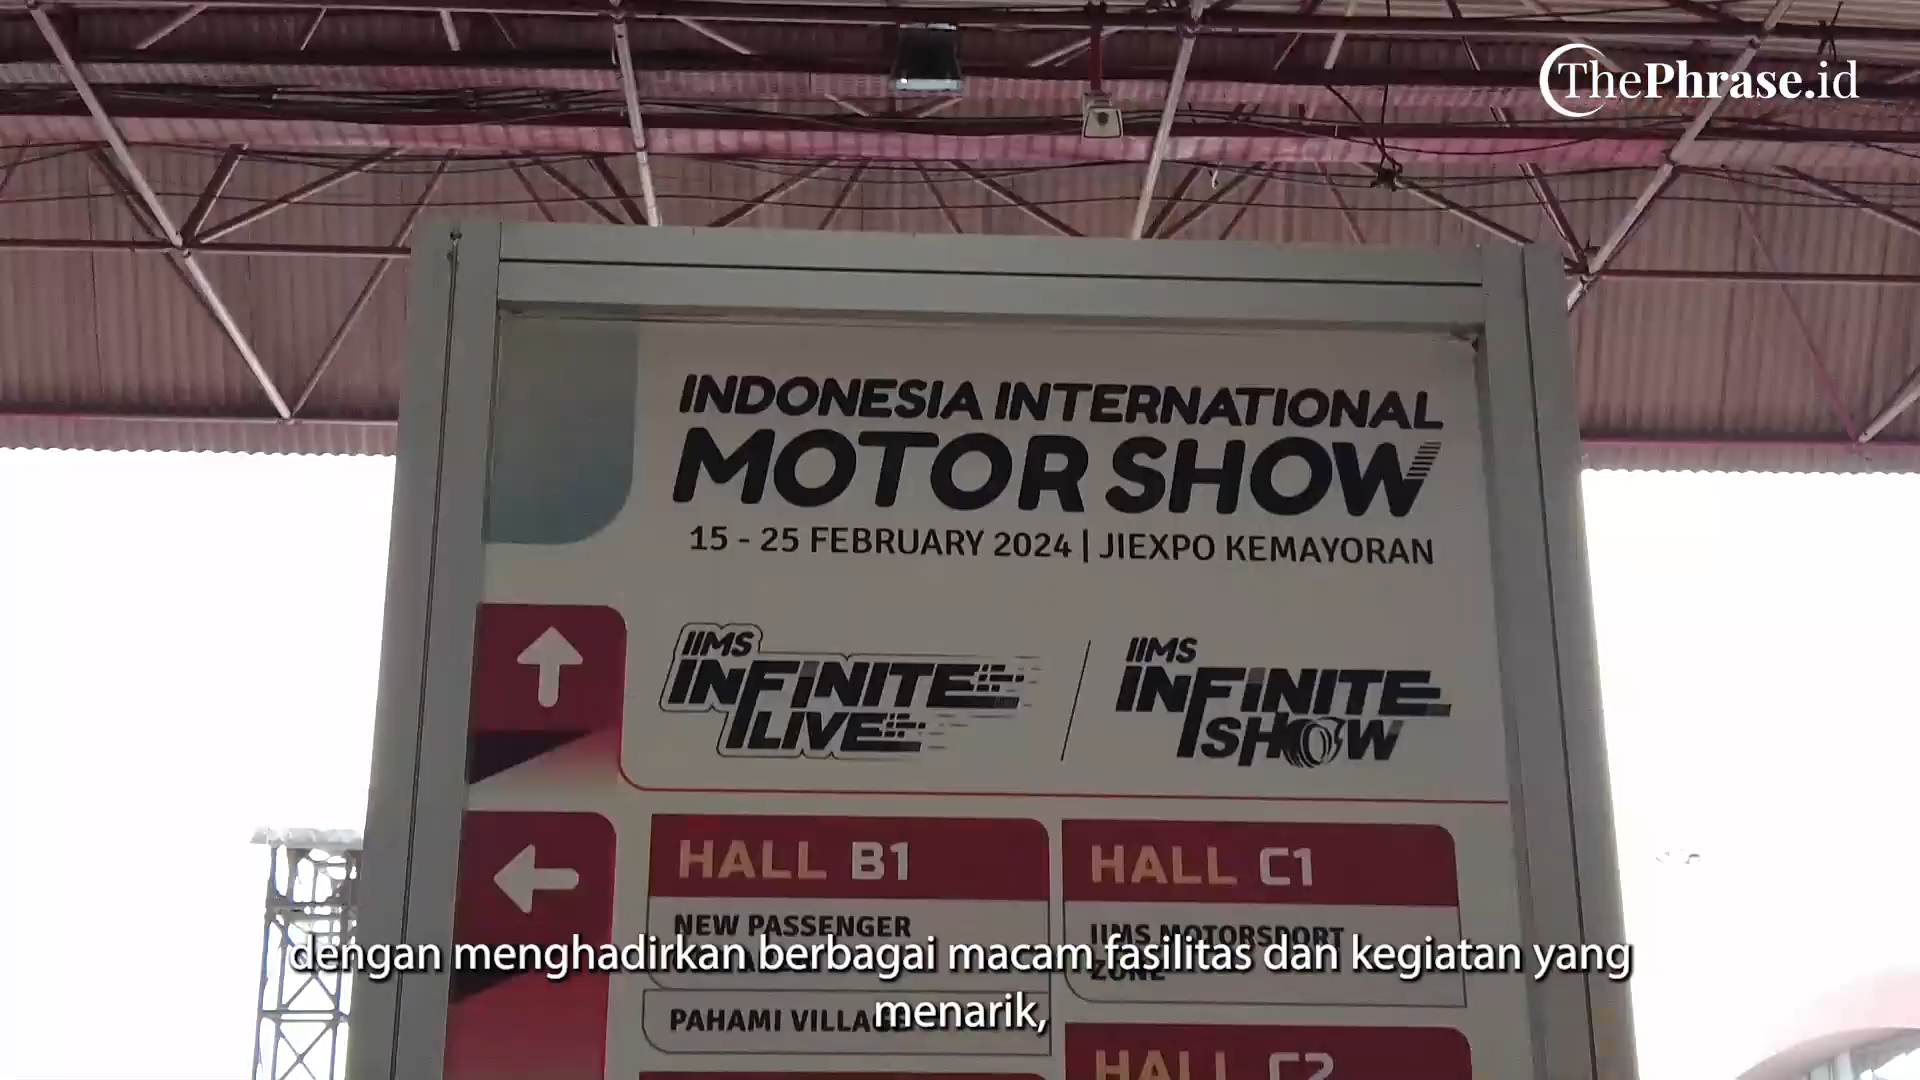 ThePhrase.id
INDONESIA INTERNATIONAL
MOTOR SHOW
15 - 25 FEBRUARY 2024 | JIEXPO KEMAYORAN
IIMS
INFINITE
LIVE
IIMS
INFINITE
SHOW
HALL B1
NEW PASSENGER
PAHAMI VILLAGE
HALL C1
IIMS MOTORSPORT
ZONE
HALL C2
dengan menghadirkan berbagai macam fasilitas dan kegiatan yang
menarik,